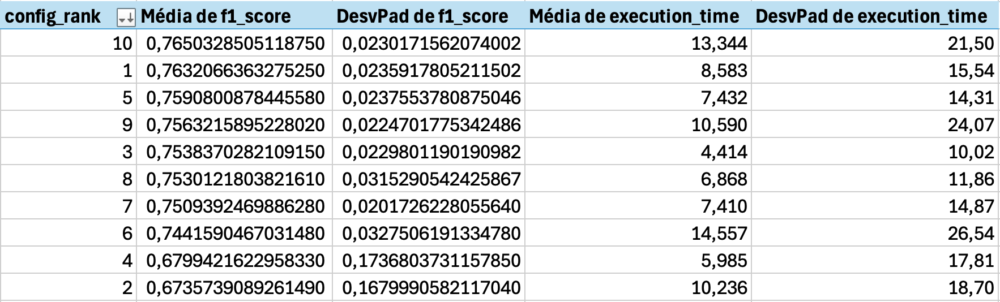 config_rank Média de f1_score DesvPad de f1_score Média de execution_time DesvPad de execution_time
10 0,7650328505118750 0,0230171562074002 13,344 21,50
1 0,7632066363275250 0,0235917805211502 8,583 15,54
5 0,7590800878445580 0,0237553780875046 7,432 14,31
9 0,7563215895228020 0,0224701775342486 10,590 24,07
3 0,7538370282109150 0,0229801190190982 4,414 10,02
8 0,7530121803821610 0,0315290542425867 6,868 11,86
7 0,7509392469886280 0,0201726228055640 7,410 14,87
6 0,7441590467031480 0,0327506191334780 14,557 26,54
4 0,6799421622958330 0,1736803731157850 5,985 17,81
2 0,6735739089261490 0,1679990582117040 10,236 18,70